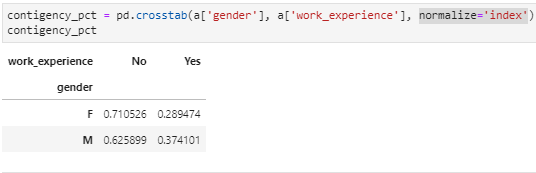 contigency_pct = pd.crosstab(a['gender'], a['work_experience'], normalize='index')
contigency_pct
work_experience No Yes
gender
F 0.710526 0.289474
M 0.625899 0.374101